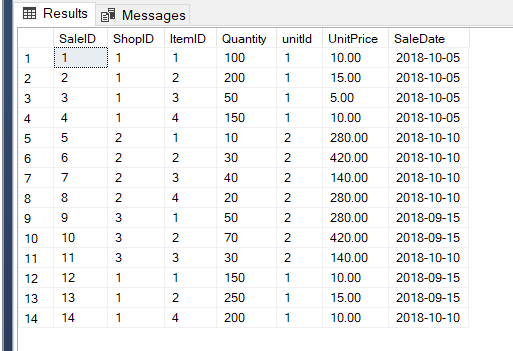 Results Messages
SaleID ShopID ItemID Quantity unitId UnitPrice SaleDate
1 1 1 1 100 1 10.00 2018-10-05
2 2 1 2 200 1 15.00 2018-10-05
3 3 1 3 50 1 5.00 2018-10-05
4 4 1 4 150 1 10.00 2018-10-05
5 5 2 1 10 2 280.00 2018-10-10
6 6 2 2 30 2 420.00 2018-10-10
7 7 2 3 40 2 140.00 2018-10-10
8 8 2 4 20 2 280.00 2018-10-10
9 9 3 1 50 2 280.00 2018-09-15
10 10 3 2 70 2 420.00 2018-09-15
11 11 3 3 30 2 140.00 2018-10-10
12 12 1 1 150 1 10.00 2018-09-15
13 13 1 2 250 1 15.00 2018-09-15
14 14 1 4 200 1 10.00 2018-10-10